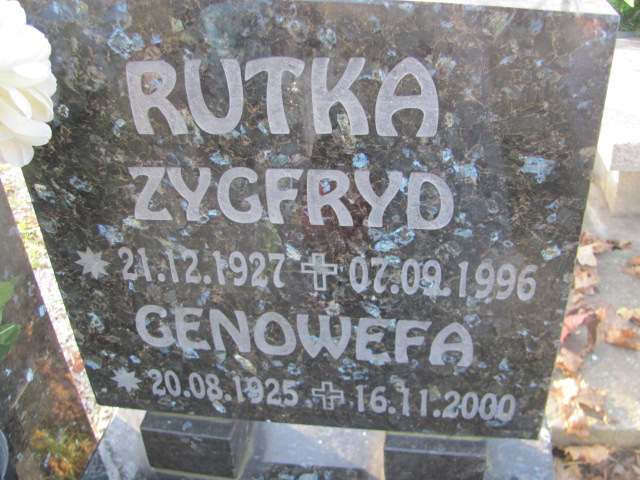 RUTKA
ZYGFRYD
21.12.1927 07.09.1996
GENOWEFA
20.08.1925 16.11.2000